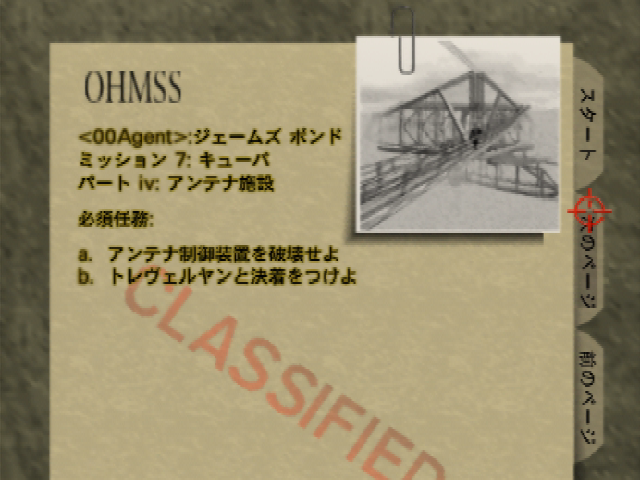 OHMSS
<00Agent>:ジェームズ ボンド
ミッション 7: キューバ
パート iv: アンテナ施設
必須任務:
a. アンテナ制御装置を破壊せよ
b. トレヴェルヤンと決着をつけよ
CLASSIFIED
スタート
次のページ
前のページ